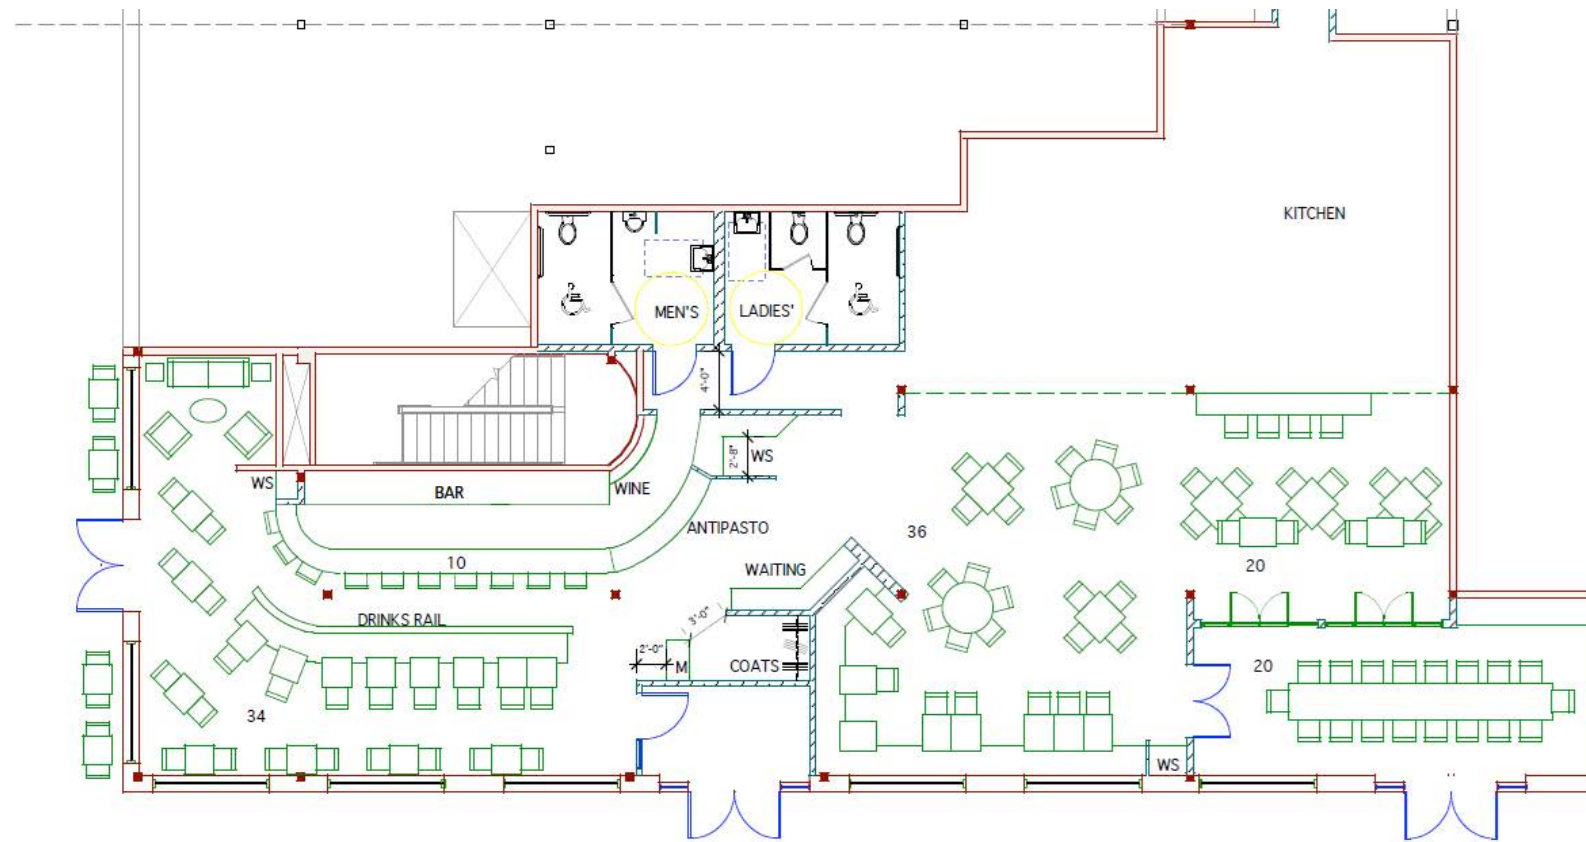 KITCHEN
MEN'S
LADIES'
4'-0"
WS
2'-8"
WS
BAR
WINE
ANTIPASTO
36
10
WAITING
20
DRINKS RAIL
3'-0"
2'-0"
M
COATS
20
34
WS